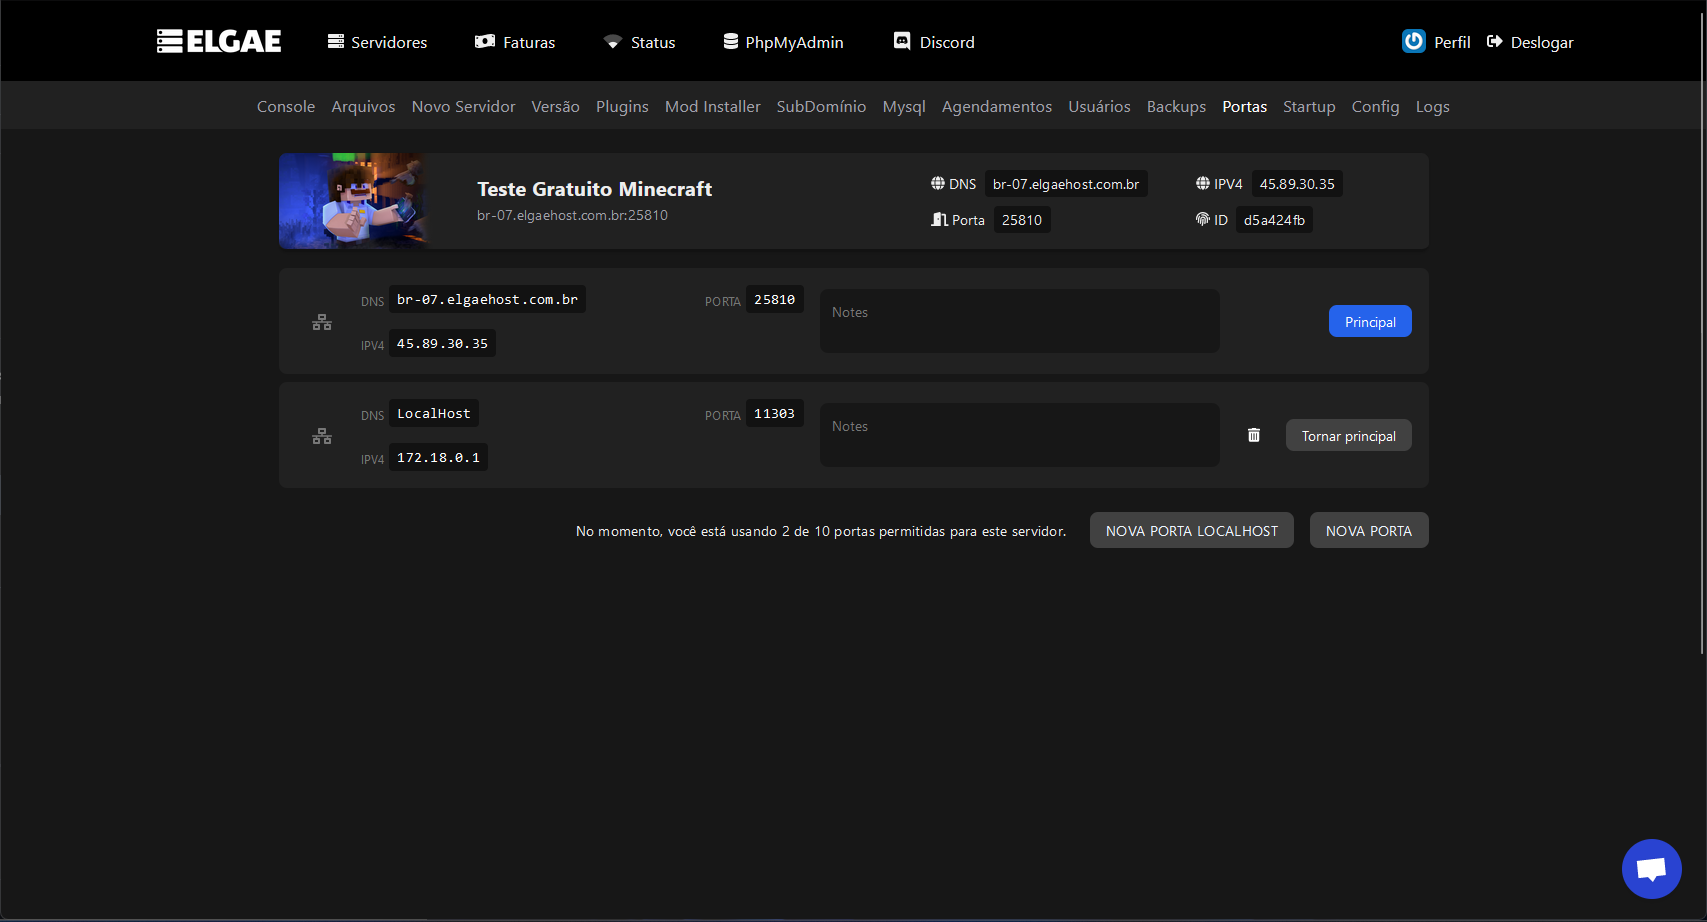 ELGAE Servidores Faturas Status PhpMyAdmin Discord Perfil Deslogar
Console Arquivos Novo Servidor Versão Plugins Mod Installer SubDomínio Mysql Agendamentos Usuários Backups Portas Startup Config Logs
Teste Gratuito Minecraft
br-07.elgaehost.com.br:25810
DNS br-07.elgaehost.com.br IPV4 45.89.30.35
Porta 25810 ID d5a424fb
DNS br-07.elgaehost.com.br PORTA 25810 Notes Principal
IPV4 45.89.30.35
DNS LocalHost PORTA 11303 Notes Tornar principal
IPV4 172.18.0.1
No momento, você está usando 2 de 10 portas permitidas para este servidor. NOVA PORTA LOCALHOST NOVA PORTA